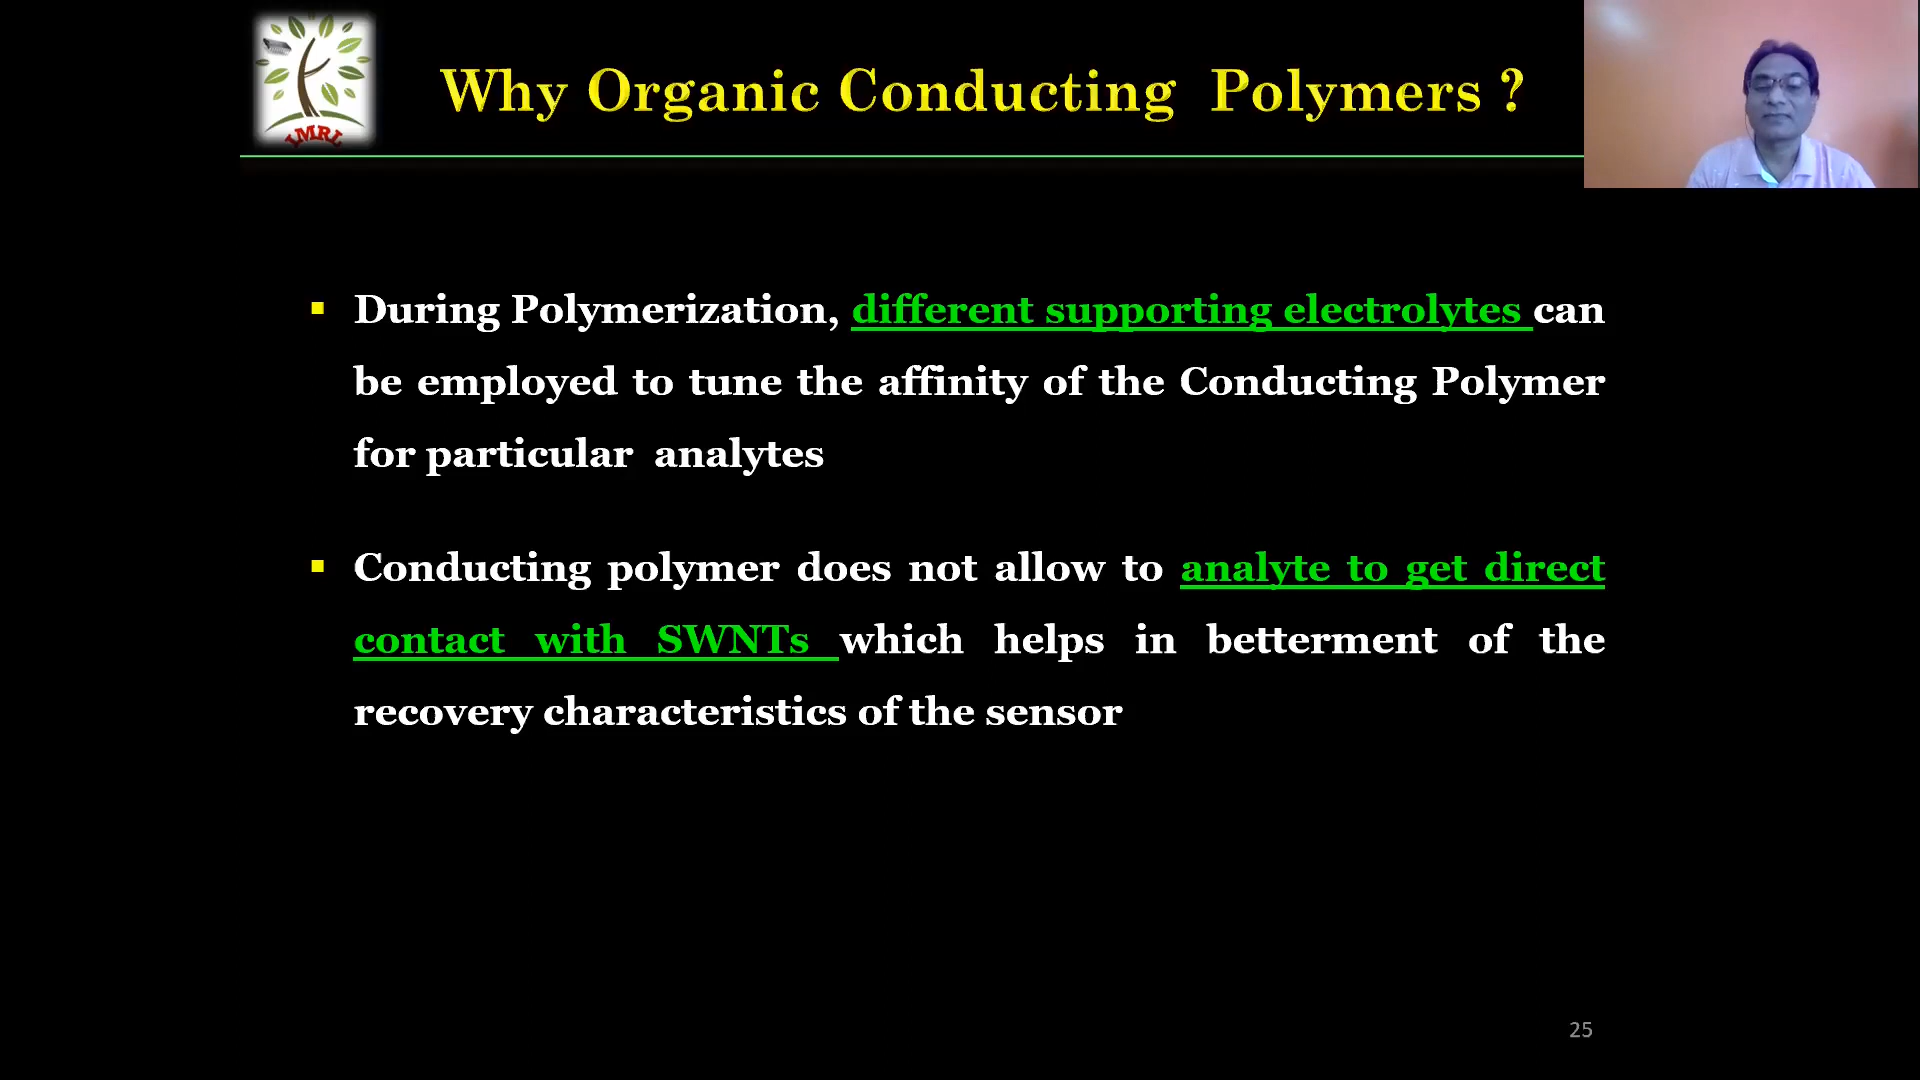 IMRL
Why Organic Conducting Polymers ?
▪ During Polymerization, different supporting electrolytes can
be employed to tune the affinity of the Conducting Polymer
for particular analytes
▪ Conducting polymer does not allow to analyte to get direct
contact with SWNTs which helps in betterment of the
recovery characteristics of the sensor
25